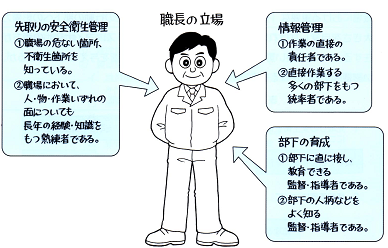 職長の立場
先取りの安全衛生管理
①職場の危ない箇所、
不衛生箇所を
知っている。
②職場において、
人・物・作業いずれの
面についても
長年の経験・知識を
もつ熟練者である。
情報管理
①作業の直接の
責任者である。
②直接作業する
多くの部下をもつ
統率者である。
部下の育成
①部下に直に接し、
教育できる
監督・指導者である。
②部下の人柄などを
よく知る
監督・指導者である。